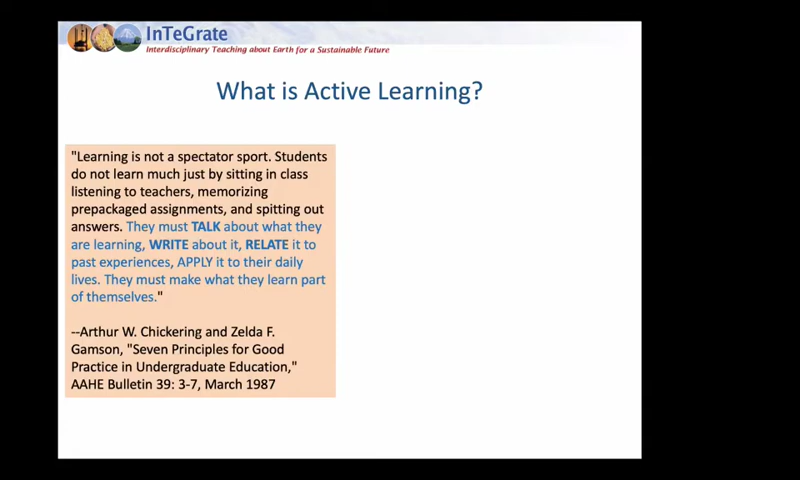 InTeGrate
Interdisciplinary Teaching about Earth for a Sustainable Future
What is Active Learning?
"Learning is not a spectator sport. Students
do not learn much just by sitting in class
listening to teachers, memorizing
prepackaged assignments, and spitting out
answers. They must TALK about what they
are learning, WRITE about it, RELATE it to
past experiences, APPLY it to their daily
lives. They must make what they learn part
of themselves."
--Arthur W. Chickering and Zelda F.
Gamson, "Seven Principles for Good
Practice in Undergraduate Education,"
AAHE Bulletin 39: 3-7, March 1987